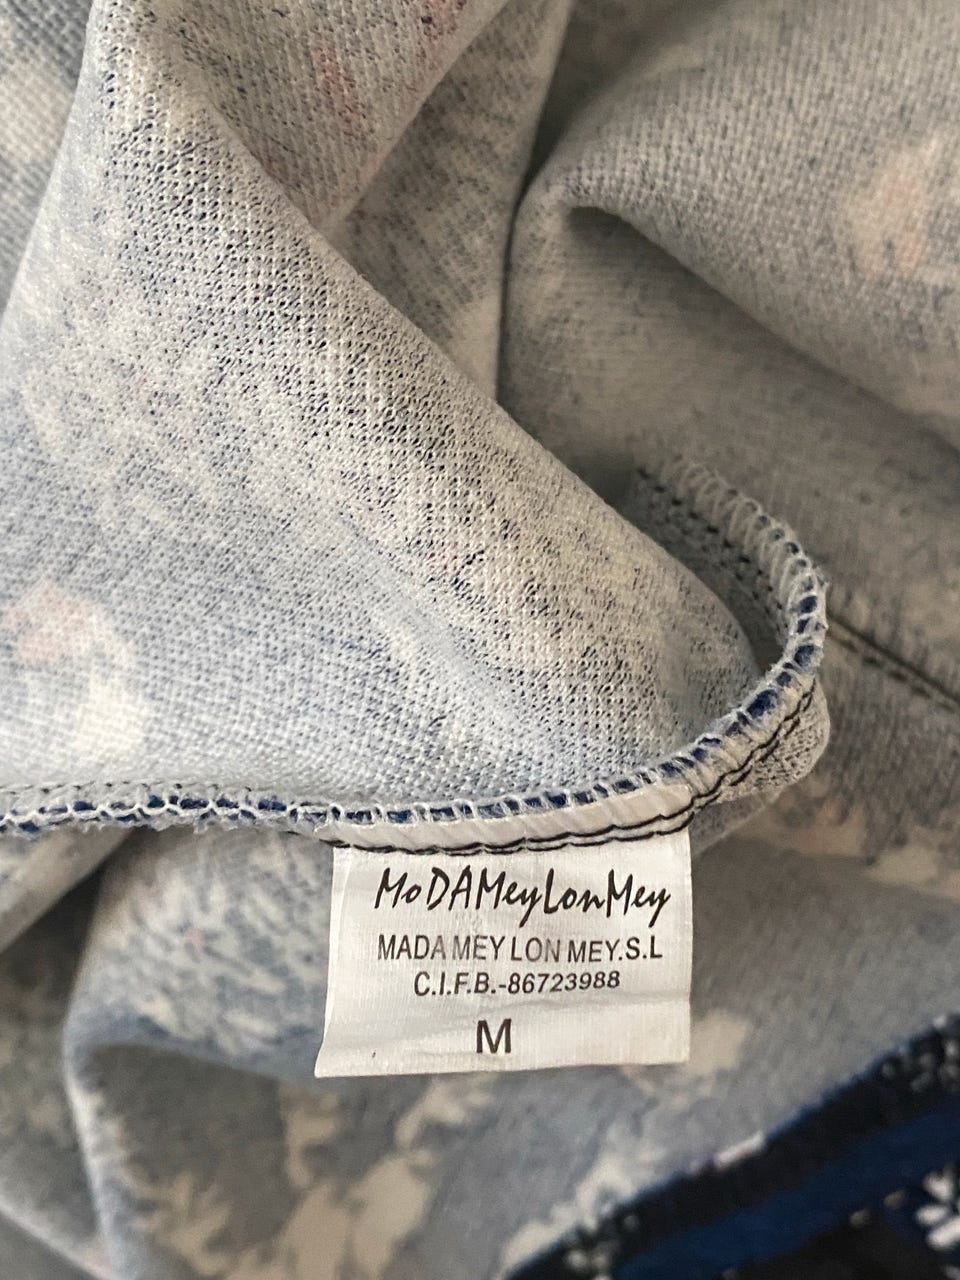 MoDAMeyLonMey
MADA MEY LON MEY.S.L
C.I.F.B.-86723988
M